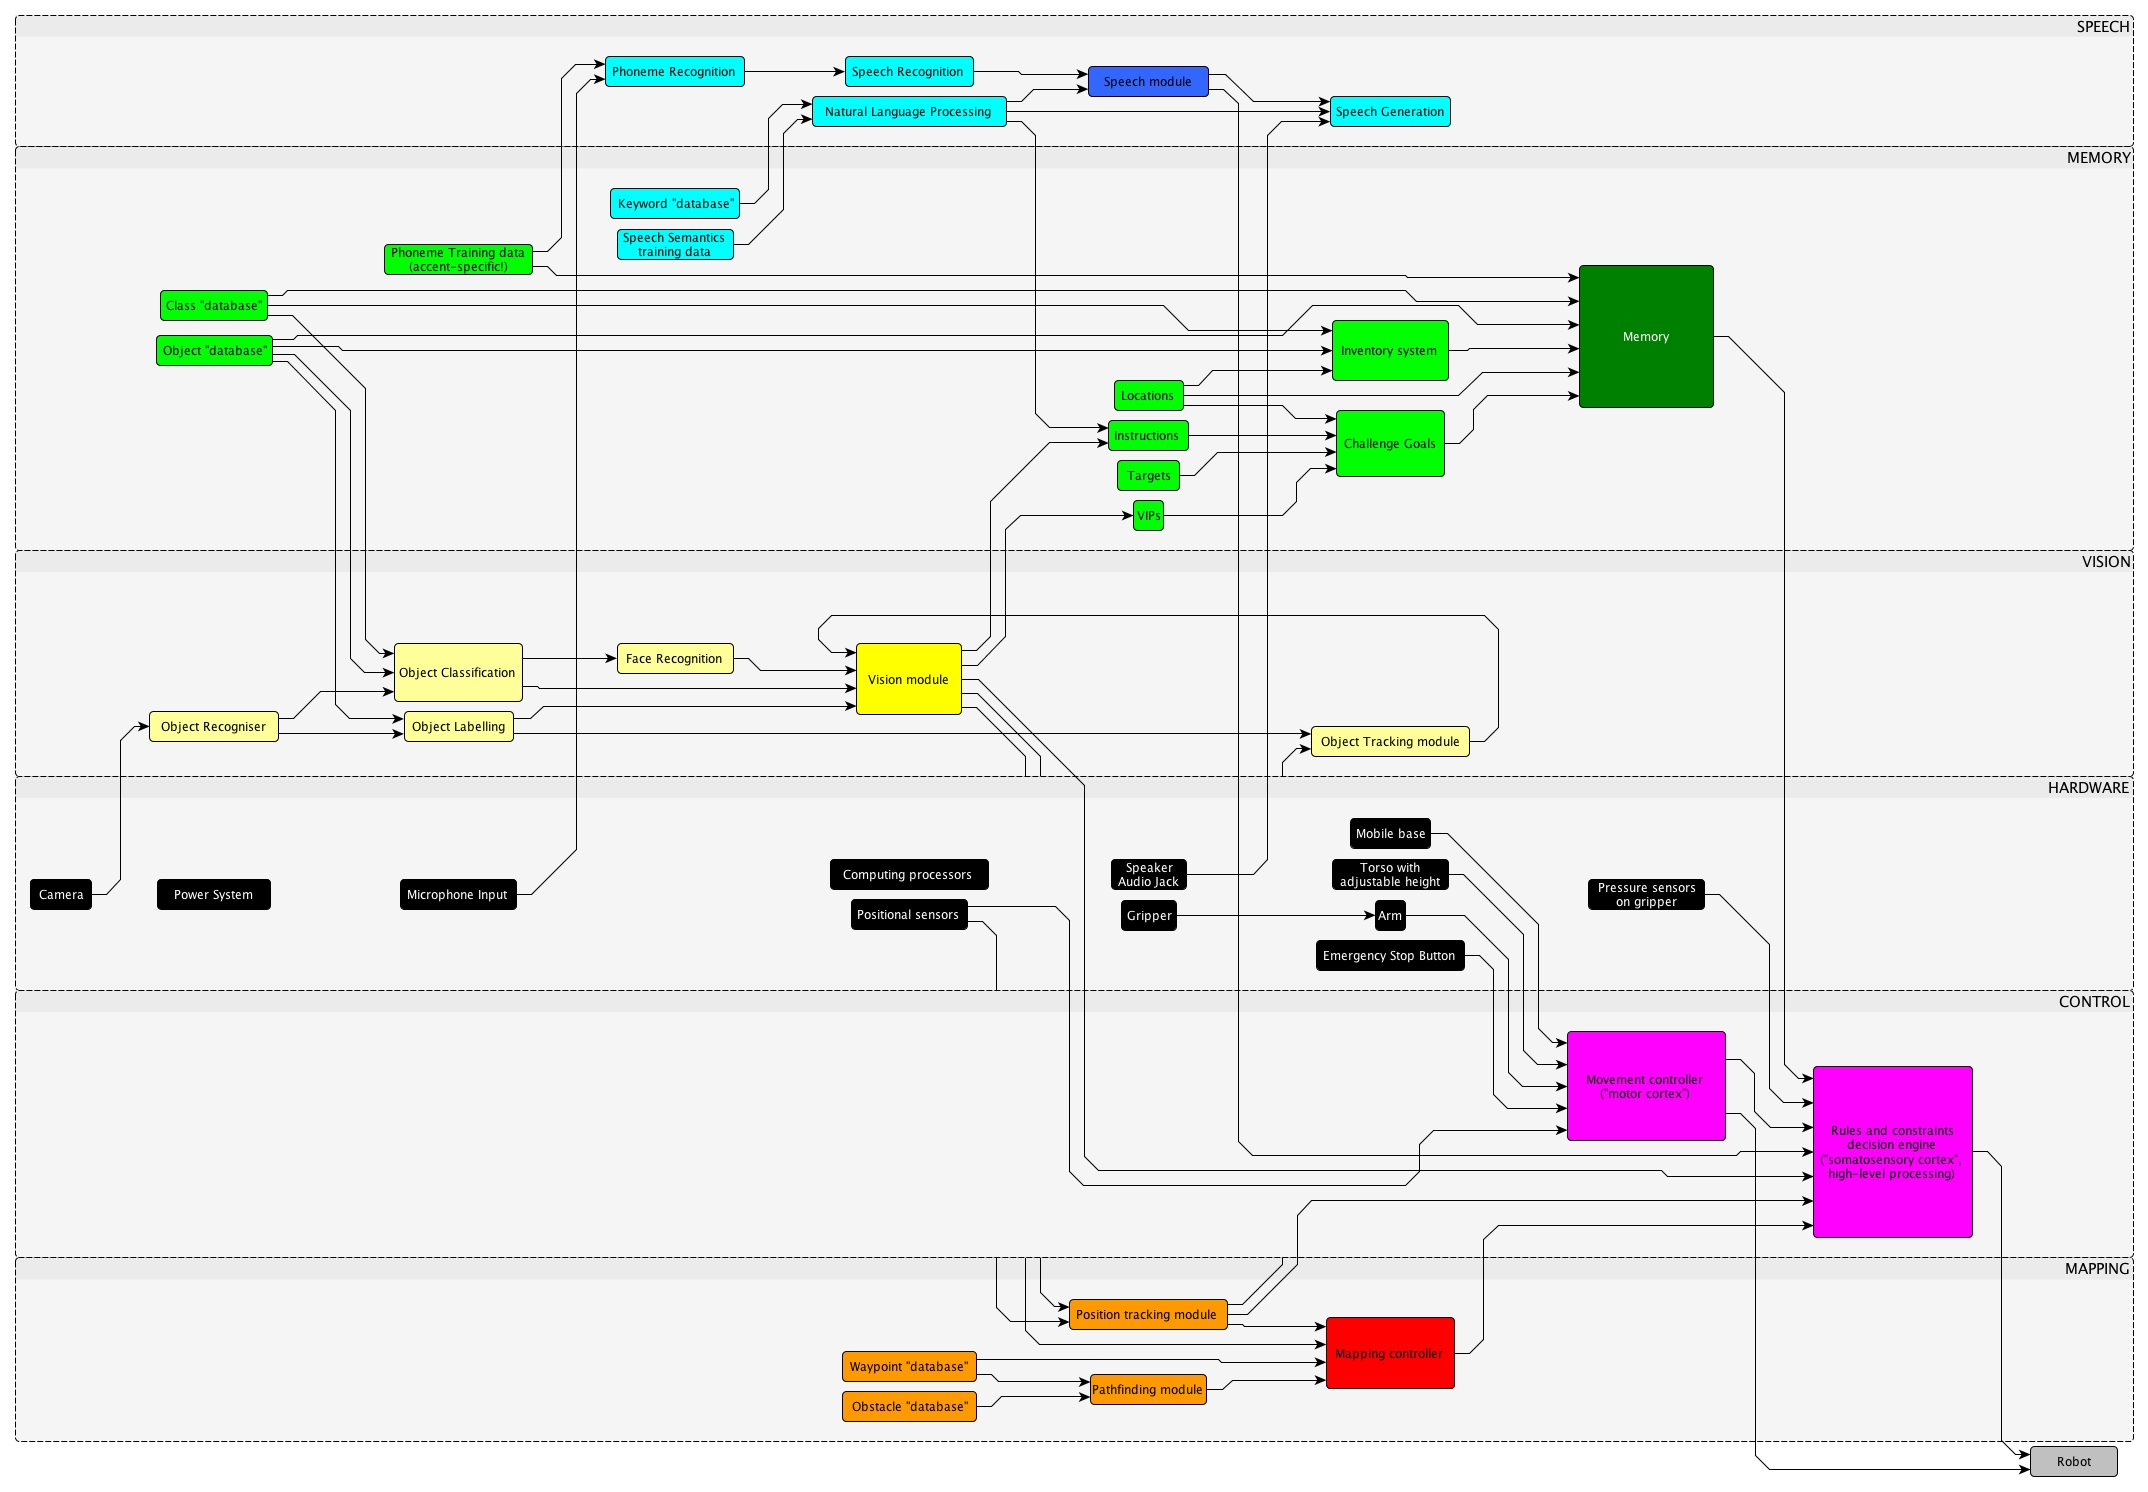 SPEECH
Phoneme Recognition
Speech Recognition
Speech module
Natural Language Processing
Speech Generation
MEMORY
Keyword "database"
Speech Semantics
training data
Phoneme Training data
(accent-specific!)
Class "database"
Object "database"
Inventory system
Memory
Locations
Instructions
Challenge Goals
Targets
VIPs
VISION
Object Classification
Face Recognition
Vision module
Object Recogniser
Object Labelling
Object Tracking module
HARDWARE
Mobile base
Camera
Power System
Microphone Input
Computing processors
Speaker
Audio Jack
Torso with
adjustable height
Pressure sensors
on gripper
Positional sensors
Gripper
Arm
Emergency Stop Button
CONTROL
Movement controller
("motor cortex")
Rules and constraints
decision engine
("somatosensory cortex",
high-level processing)
MAPPING
Position tracking module
Mapping controller
Waypoint "database"
Pathfinding module
Obstacle "database"
Robot